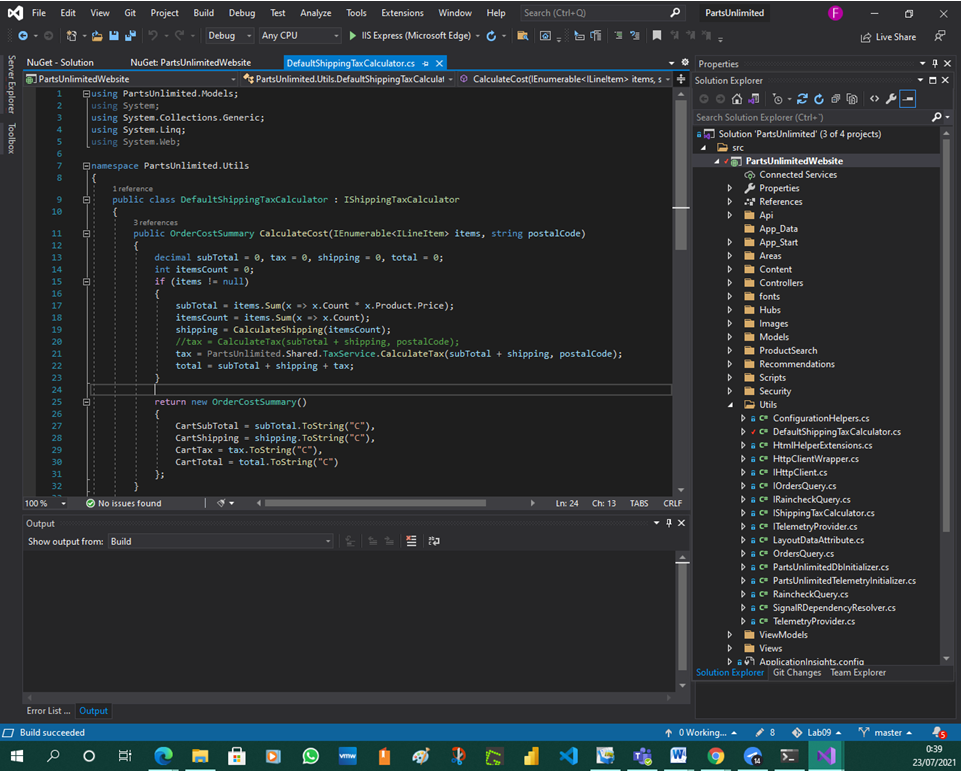 File Edit View Git Project Build Debug Test Analyze Tools Extensions Window Help Search (Ctrl+Q) PartsUnlimited F
Debug Any CPU IIS Express (Microsoft Edge) Live Share
Server Explorer
Toolbox
NuGet - Solution NuGet: PartsUnlimitedWebsite DefaultShippingTaxCalculator.cs
PartsUnlimitedWebsite PartsUnlimited.Utils.DefaultShippingTaxCalculat CalculateCost(IEnumerable<ILineItem> items, s
1 using PartsUnlimited.Models;
2 using System;
3 using System.Collections.Generic;
4 using System.Linq;
5 using System.Web;
6
7 namespace PartsUnlimited.Utils
8 {
1 reference
9 public class DefaultShippingTaxCalculator : IShippingTaxCalculator
10 {
3 references
11 public OrderCostSummary CalculateCost(IEnumerable<ILineItem> items, string postalCode)
12 {
13 decimal subTotal = 0, tax = 0, shipping = 0, total = 0;
14 int itemsCount = 0;
15 if (items != null)
16 {
17 subTotal = items.Sum(x => x.Count * x.Product.Price);
18 itemsCount = items.Sum(x => x.Count);
19 shipping = CalculateShipping(itemsCount);
20 //tax = CalculateTax(subTotal + shipping, postalCode);
21 tax = PartsUnlimited.Shared.TaxService.CalculateTax(subTotal + shipping, postalCode);
22 total = subTotal + shipping + tax;
23 }
24
25 return new OrderCostSummary()
26 {
27 CartSubTotal = subTotal.ToString("C"),
28 CartShipping = shipping.ToString("C"),
29 CartTax = tax.ToString("C"),
30 CartTotal = total.ToString("C")
31 };
32 }
100 % No issues found Ln: 24 Ch: 13 TABS CRLF
Output
Show output from: Build
Error List ... Output
Properties
Solution Explorer
Search Solution Explorer (Ctrl+')
Solution 'PartsUnlimited' (3 of 4 projects)
src
PartsUnlimitedWebsite
Connected Services
Properties
References
Api
App_Data
App_Start
Areas
Content
Controllers
fonts
Hubs
Images
Models
ProductSearch
Recommendations
Scripts
Security
Utils
C# ConfigurationHelpers.cs
C# DefaultShippingTaxCalculator.cs
C# HtmlHelperExtensions.cs
C# HttpClientWrapper.cs
C# IHttpClient.cs
C# IOrdersQuery.cs
C# IRaincheckQuery.cs
C# IShippingTaxCalculator.cs
C# ITelemetryProvider.cs
C# LayoutDataAttribute.cs
C# OrdersQuery.cs
C# PartsUnlimitedDbInitializer.cs
C# PartsUnlimitedTelemetryInitializer.cs
C# RaincheckQuery.cs
C# SignalRDependencyResolver.cs
C# TelemetryProvider.cs
ViewModels
Views
ApplicationInsights.config
Solution Explorer Git Changes Team Explorer
Build succeeded 0 Working... 8 Lab09 master 5
vmw 14 0:39
23/07/2021